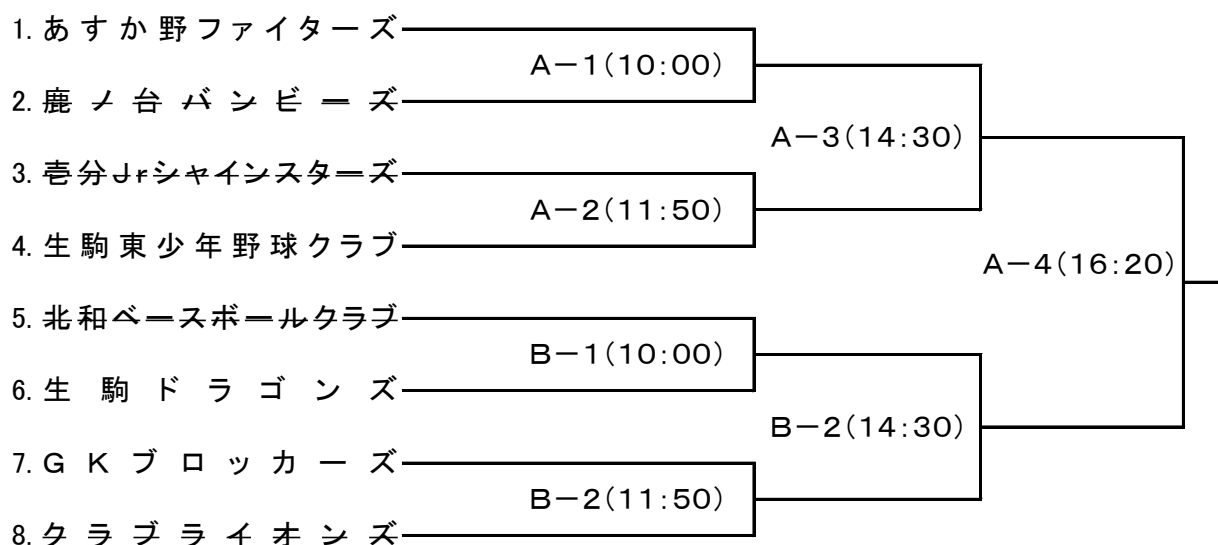 1. あすか野ファイターズ
A－1(10:00)
2. 鹿ノ台バンビーズ
A－3(14:30)
3. 壱分Jrシャインスターズ
A－2(11:50)
4. 生駒東少年野球クラブ
A－4(16:20)
5. 北和ベースボールクラブ
B－1(10:00)
6. 生駒ドラゴンズ
B－2(14:30)
7. GKブロッカーズ
B－2(11:50)
8. クラブライオンズ